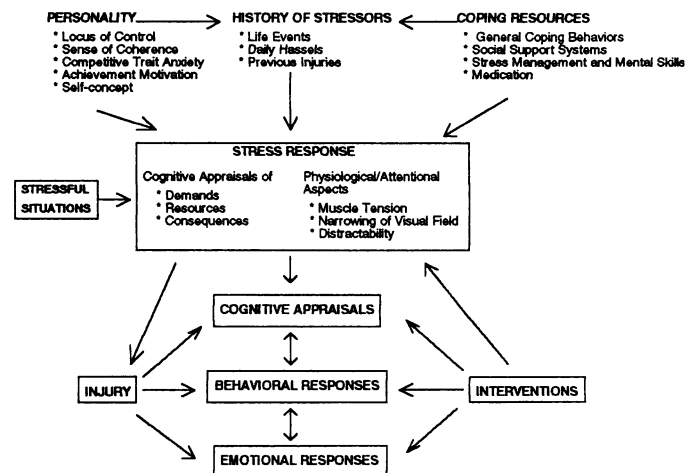 PERSONALITY
* Locus of Control
* Sense of Coherence
* Competitive Trait Anxiety
* Achievement Motivation
* Self-concept
HISTORY OF STRESSORS
* Life Events
* Daily Hassels
* Previous Injuries
COPING RESOURCES
* General Coping Behaviors
* Social Support Systems
* Stress Management and Mental Skills
* Medication
STRESS RESPONSE
Cognitive Appraisals of
* Demands
* Resources
* Consequences
Physiological/Attentional
Aspects
* Muscle Tension
* Narrowing of Visual Field
* Distractability
STRESSFUL
SITUATIONS
COGNITIVE APPRAISALS
INJURY
BEHAVIORAL RESPONSES
INTERVENTIONS
EMOTIONAL RESPONSES